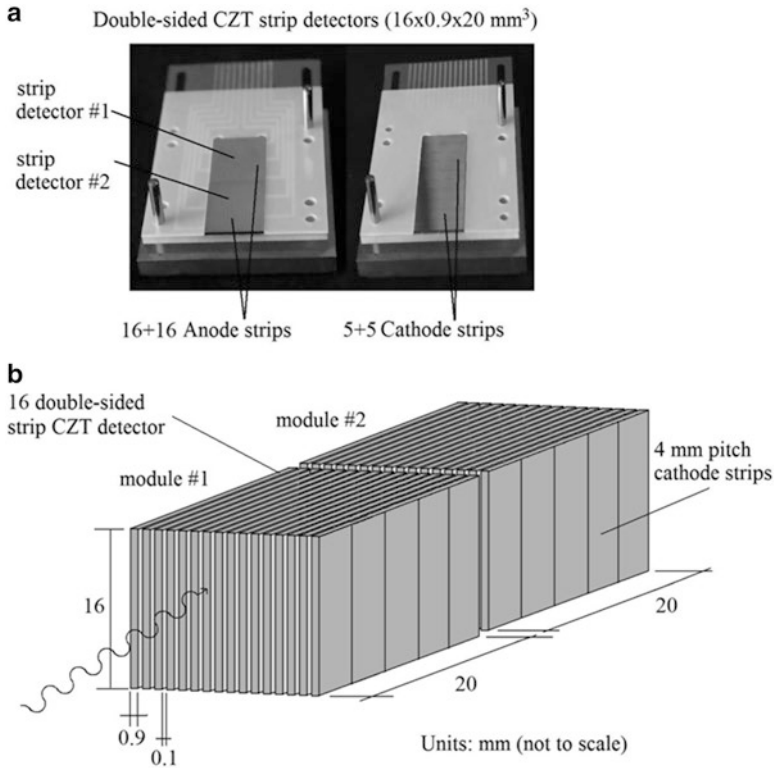 a
Double-sided CZT strip detectors (16x0.9x20 mm³)
strip
detector #1
strip
detector #2
16+16 Anode strips
5+5 Cathode strips
b
16 double-sided
strip CZT detector
module #2
module #1
4 mm pitch
cathode strips
16
20
20
0.9
0.1
Units: mm (not to scale)